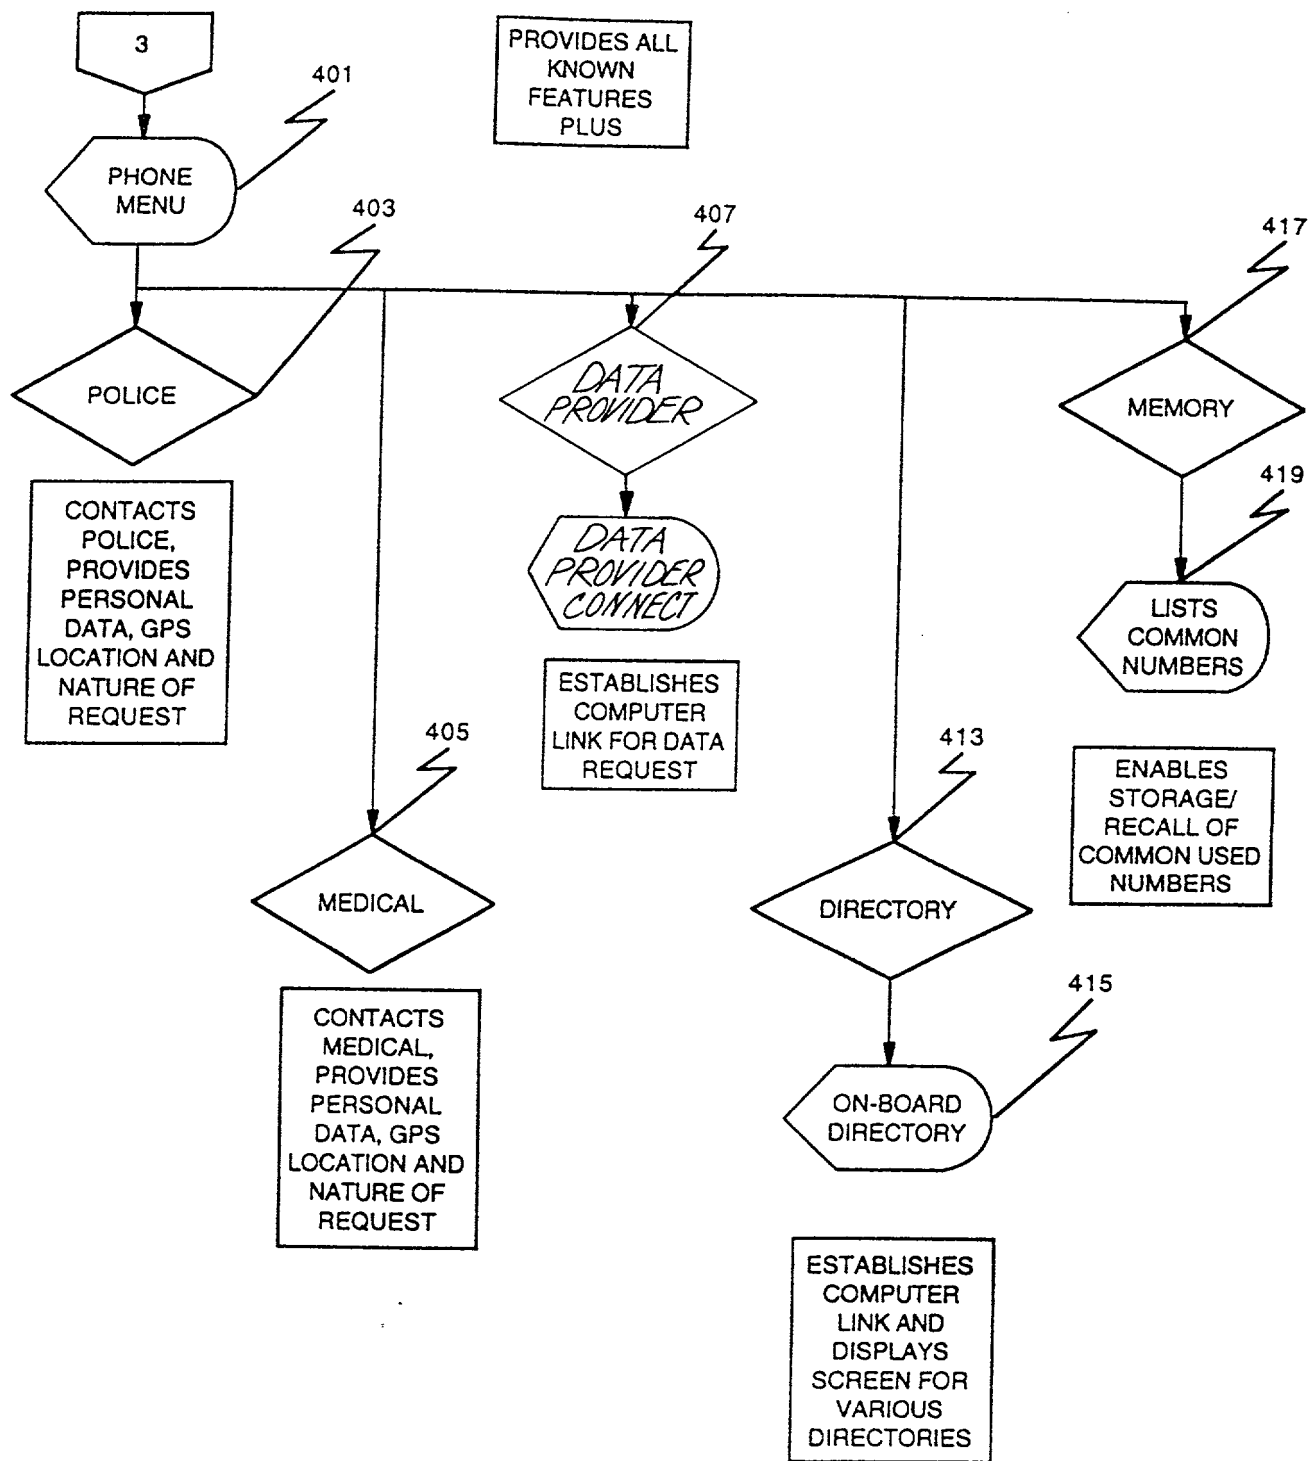 3
PROVIDES ALL
KNOWN
FEATURES
PLUS
401
PHONE
MENU
403
407
417
POLICE
DATA
PROVIDER
MEMORY
CONTACTS
POLICE,
PROVIDES
PERSONAL
DATA, GPS
LOCATION AND
NATURE OF
REQUEST
DATA
PROVIDER
CONNECT
419
LISTS
COMMON
NUMBERS
ESTABLISHES
COMPUTER
LINK FOR DATA
REQUEST
405
413
ENABLES
STORAGE/
RECALL OF
COMMON USED
NUMBERS
MEDICAL
DIRECTORY
CONTACTS
MEDICAL,
PROVIDES
PERSONAL
DATA, GPS
LOCATION AND
NATURE OF
REQUEST
415
ON-BOARD
DIRECTORY
ESTABLISHES
COMPUTER
LINK AND
DISPLAYS
SCREEN FOR
VARIOUS
DIRECTORIES